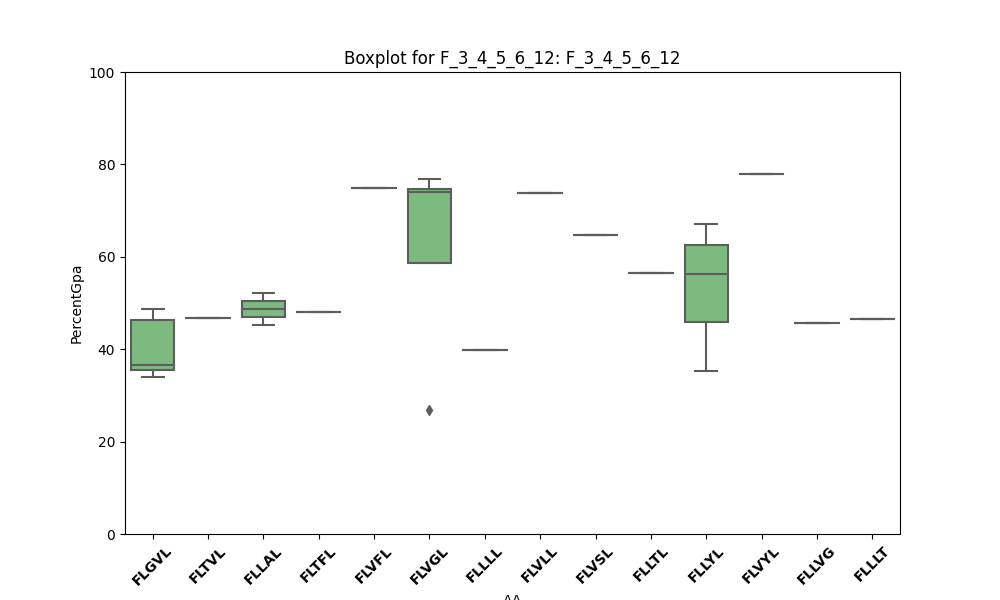 Boxplot for F_3_4_5_6_12: F_3_4_5_6_12
100
80
60
40
20
0
PercentGpa
FLGVL
FLTVL
FLLAL
FLTFL
FLVFL
FLVGL
FLLLL
FLVLL
FLVSL
FLLTL
FLLYL
FLVYL
FLLVG
FLLLT
AA